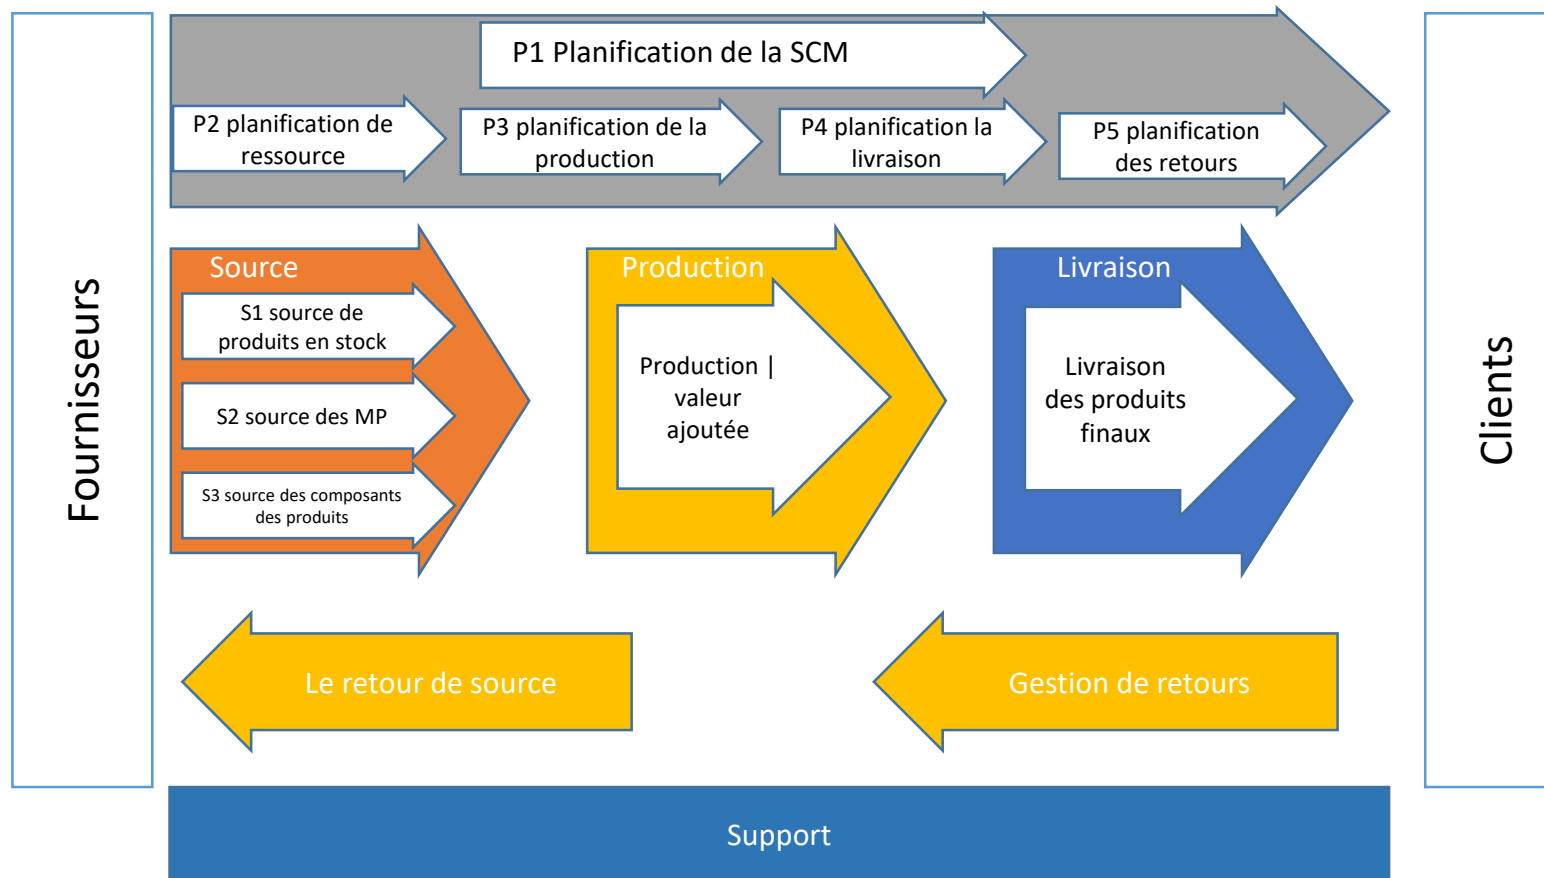 P1 Planification de la SCM
P2 planification de
ressource
P3 planification de la
production
P4 planification la
livraison
P5 planification
des retours
Fournisseurs
Source
S1 source de
produits en stock
S2 source des MP
S3 source des composants
des produits
Production
Production |
valeur
ajoutée
Livraison
Livraison
des produits
finaux
Clients
Le retour de source
Gestion de retours
Support